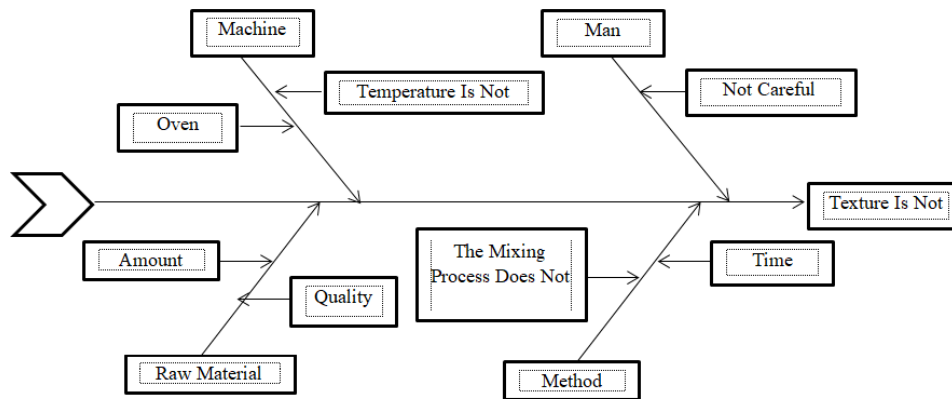 Machine
Man
Temperature Is Not
Not Careful
Oven
Texture Is Not
Amount
The Mixing
Process Does Not
Time
Quality
Raw Material
Method